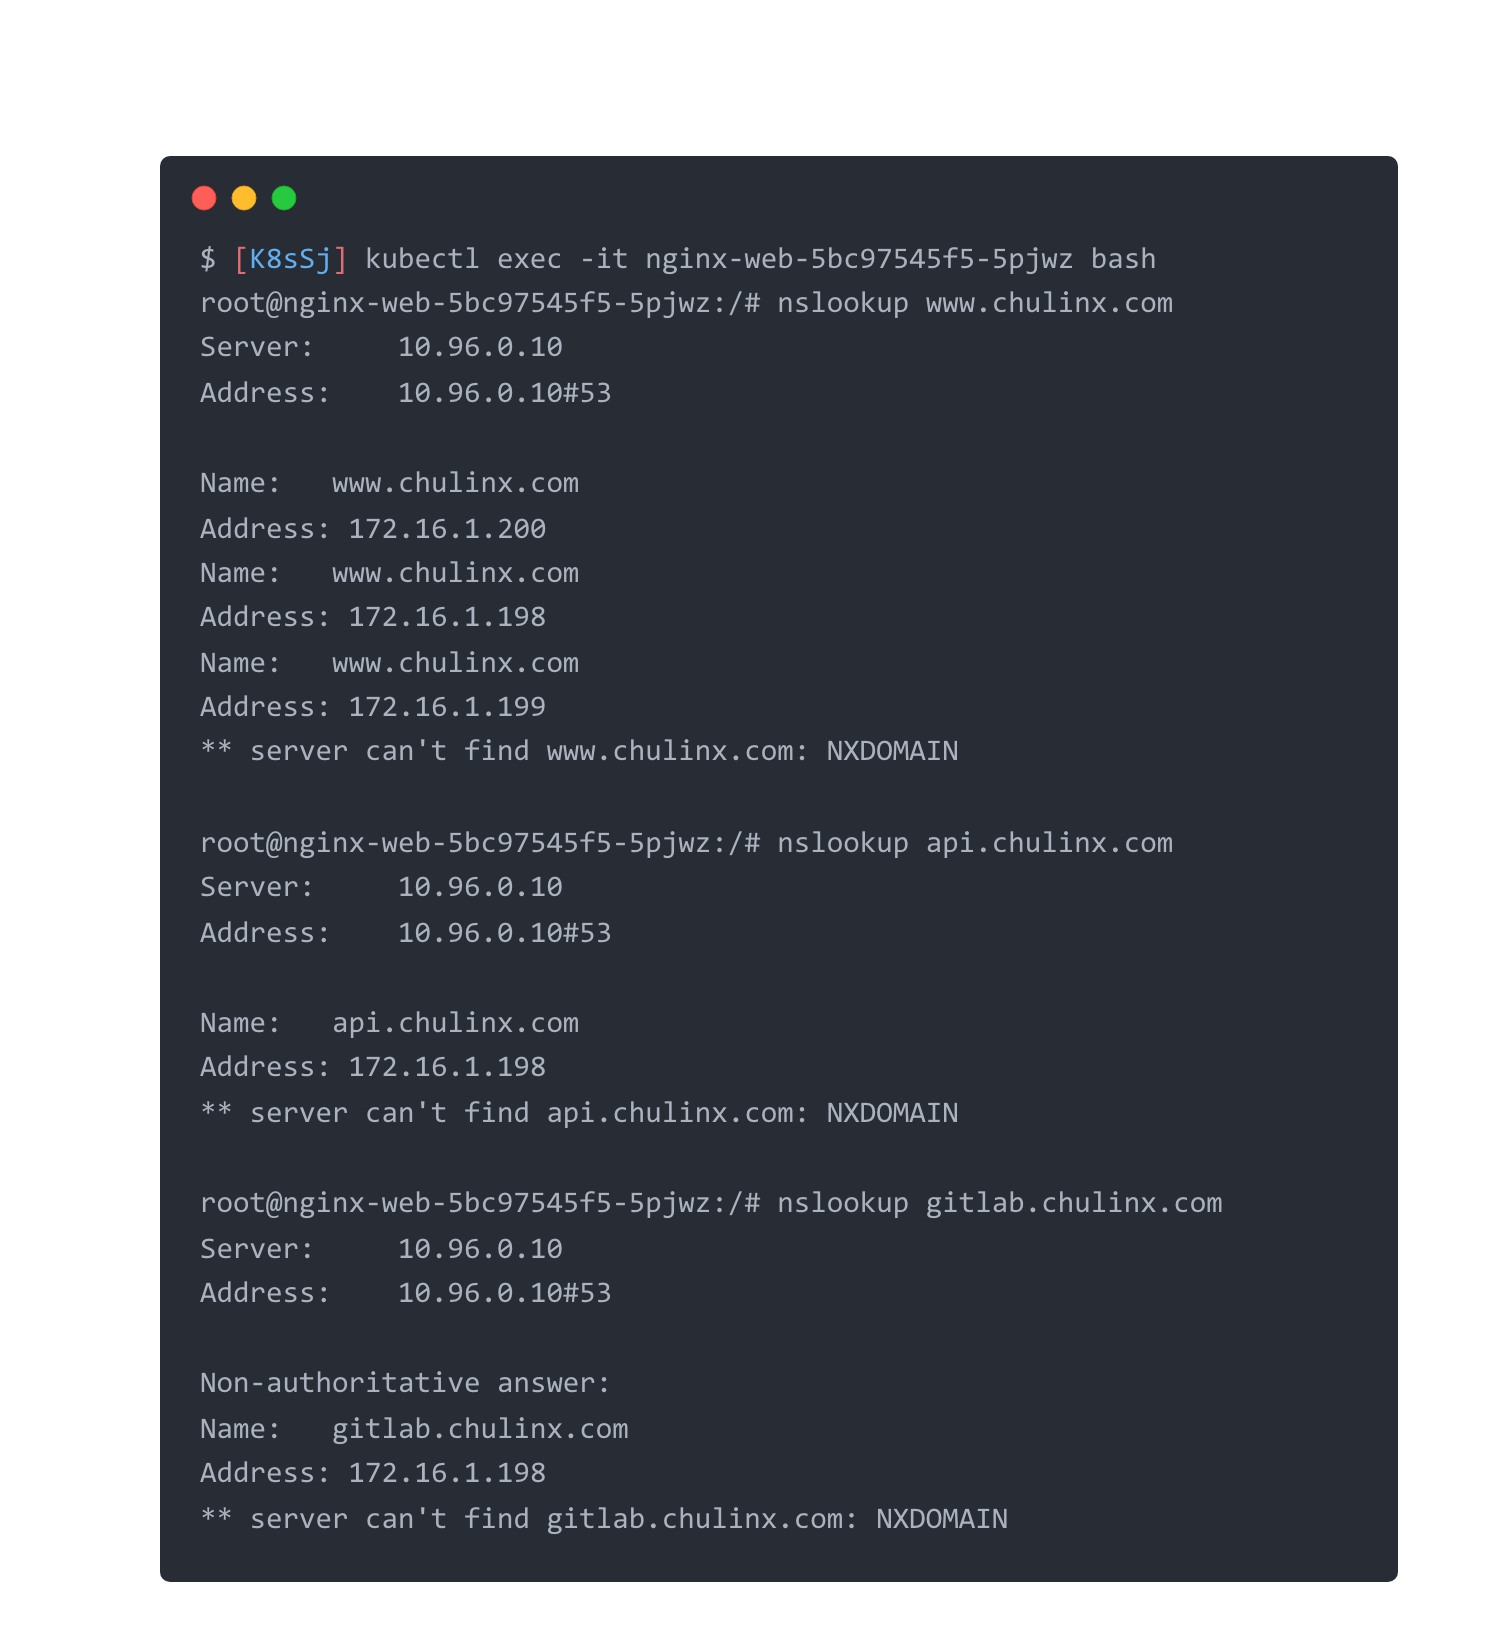 $ [K8sSj] kubectl exec -it nginx-web-5bc97545f5-5pjwz bash
root@nginx-web-5bc97545f5-5pjwz:/# nslookup www.chulinx.com
Server:     10.96.0.10
Address:    10.96.0.10#53

Name:   www.chulinx.com
Address: 172.16.1.200
Name:   www.chulinx.com
Address: 172.16.1.198
Name:   www.chulinx.com
Address: 172.16.1.199
** server can't find www.chulinx.com: NXDOMAIN

root@nginx-web-5bc97545f5-5pjwz:/# nslookup api.chulinx.com
Server:     10.96.0.10
Address:    10.96.0.10#53

Name:   api.chulinx.com
Address: 172.16.1.198
** server can't find api.chulinx.com: NXDOMAIN

root@nginx-web-5bc97545f5-5pjwz:/# nslookup gitlab.chulinx.com
Server:     10.96.0.10
Address:    10.96.0.10#53

Non-authoritative answer:
Name:   gitlab.chulinx.com
Address: 172.16.1.198
** server can't find gitlab.chulinx.com: NXDOMAIN